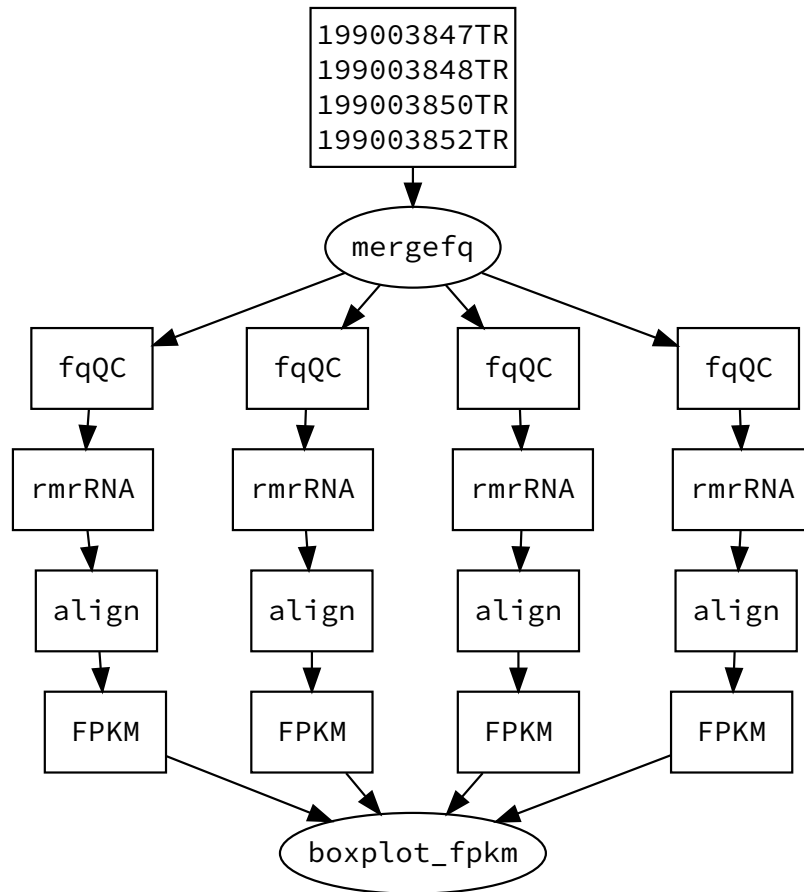 199003847TR
199003848TR
199003850TR
199003852TR
mergefq
fqQC fqQC fqQC fqQC
rmrRNA rmrRNA rmrRNA rmrRNA
align align align align
FPKM FPKM FPKM FPKM
boxplot_fpkm